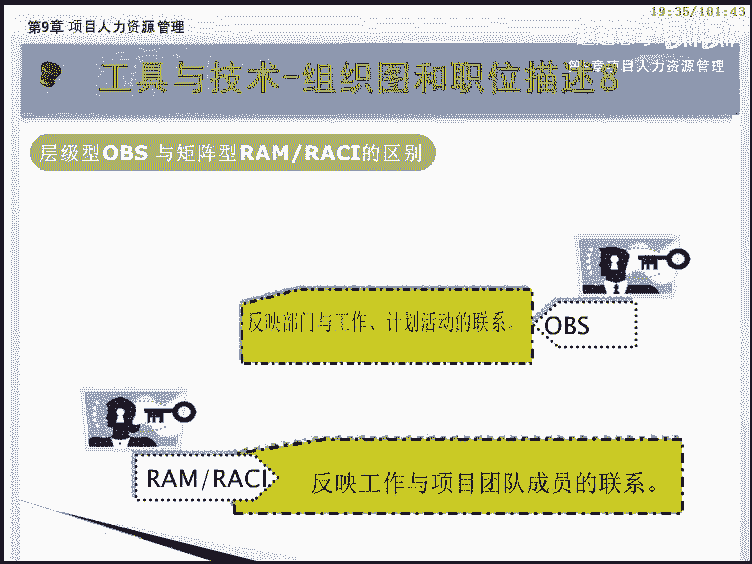 19:35/101:43
第9章 项目人力资源管理
第9章项目人力资源管理
工具与技术-组织图和职位描述8
层级型OBS 与矩阵型RAM/RACI的区别
反映部门与工作、计划活动的联系。
OBS
RAM/RACI
反映工作与项目团队成员的联系。